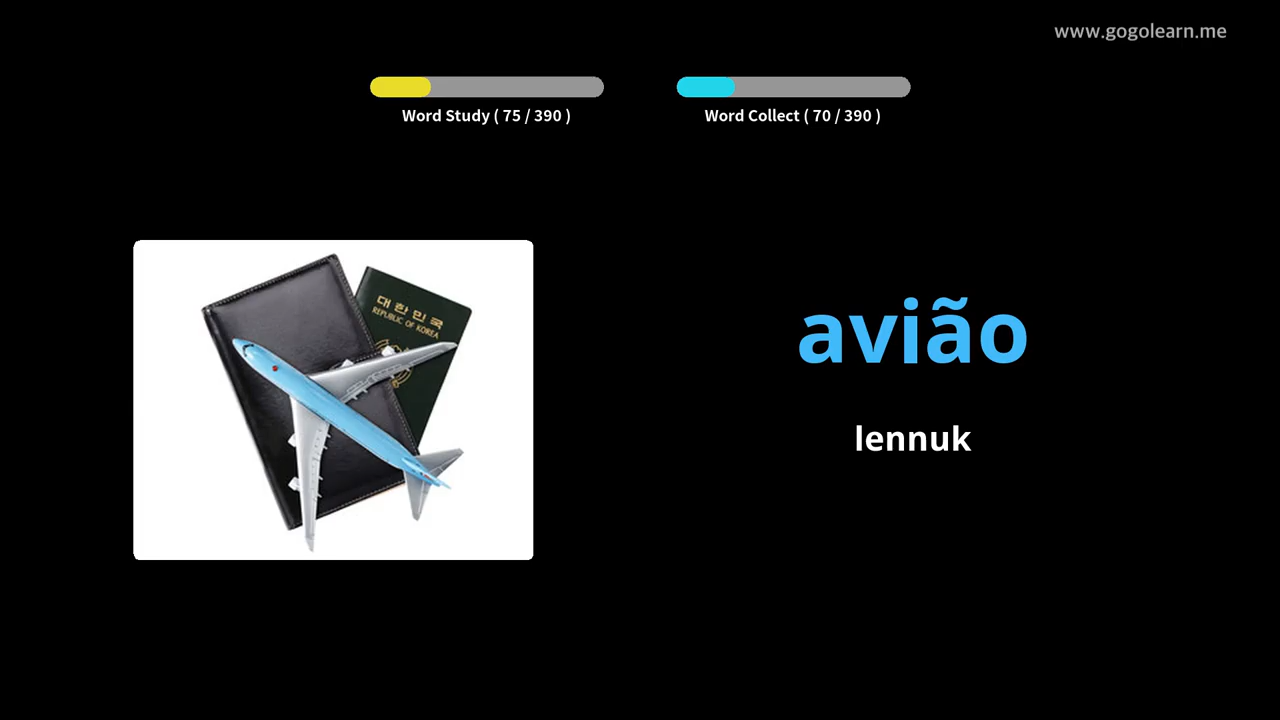 www.gogolearn.me
Word Study ( 75 / 390 )
Word Collect ( 70 / 390 )
대한민국
REPUBLIC OF KOREA
avião
lennuk